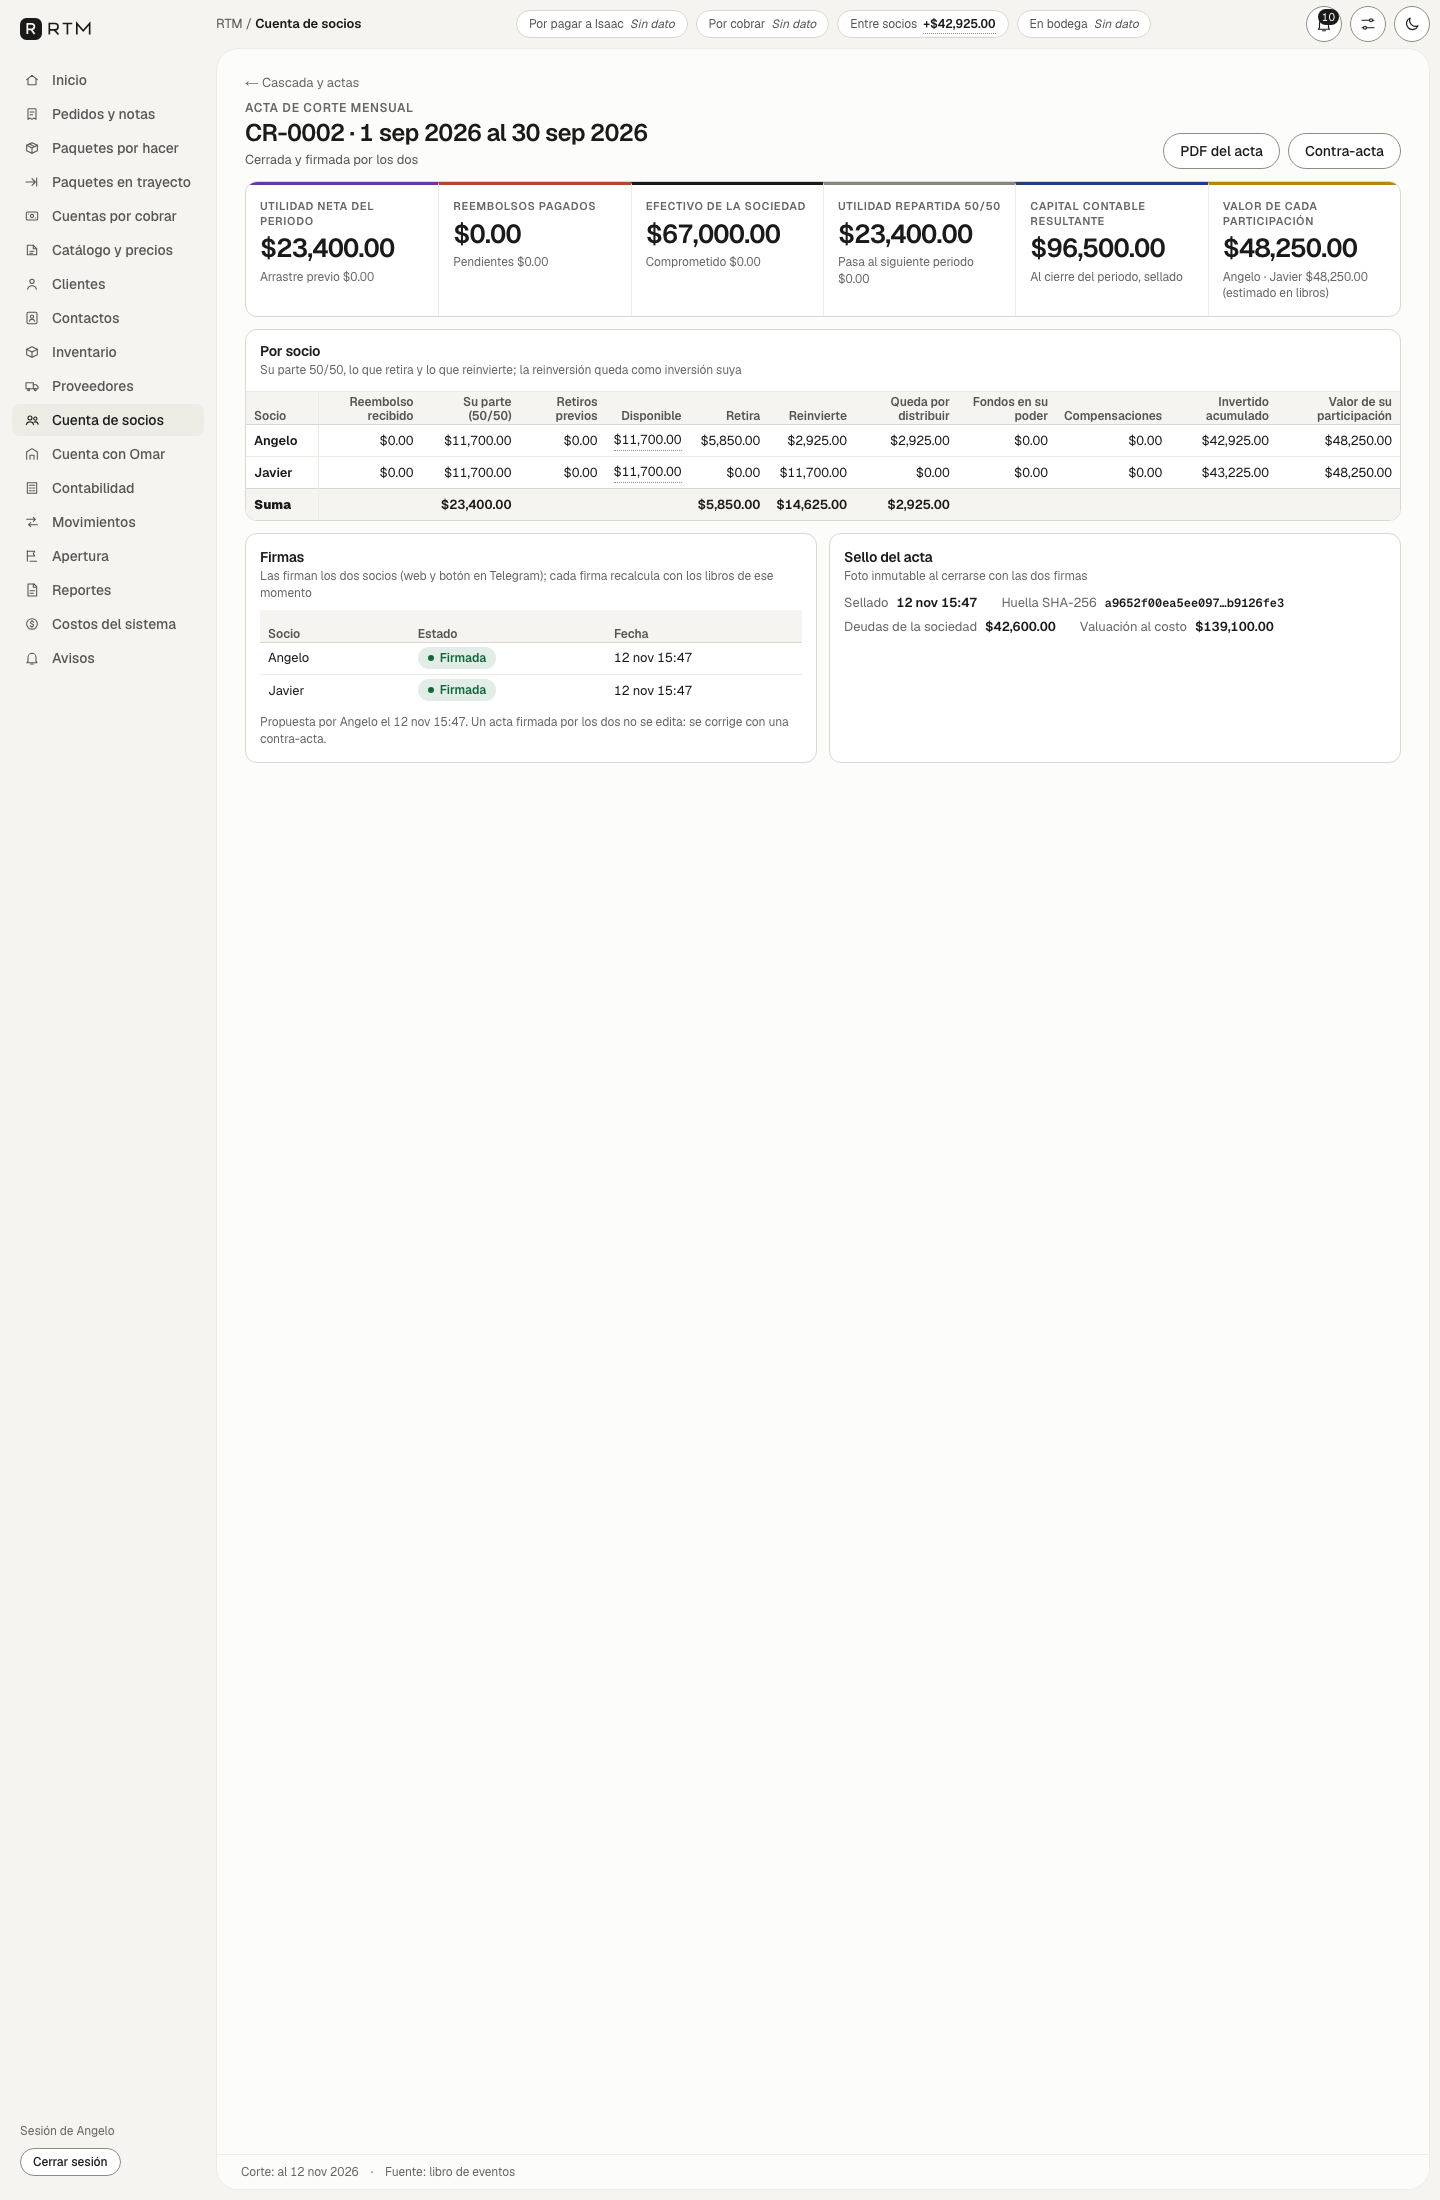 R RTM
RTM / Cuenta de socios
Por pagar a Isaac Sin dato
Por cobrar Sin dato
Entre socios +$42,925.00
En bodega Sin dato
10
Inicio
Pedidos y notas
Paquetes por hacer
Paquetes en trayecto
Cuentas por cobrar
Catálogo y precios
Clientes
Contactos
Inventario
Proveedores
Cuenta de socios
Cuenta con Omar
Contabilidad
Movimientos
Apertura
Reportes
Costos del sistema
Avisos
← Cascada y actas
ACTA DE CORTE MENSUAL
CR-0002 · 1 sep 2026 al 30 sep 2026
Cerrada y firmada por los dos
PDF del acta
Contra-acta
UTILIDAD NETA DEL
PERIODO
$23,400.00
Arrastre previo $0.00
REEMBOLSOS PAGADOS
$0.00
Pendientes $0.00
EFECTIVO DE LA SOCIEDAD
$67,000.00
Comprometido $0.00
UTILIDAD REPARTIDA 50/50
$23,400.00
Pasa al siguiente periodo
$0.00
CAPITAL CONTABLE
RESULTANTE
$96,500.00
Al cierre del periodo, sellado
VALOR DE CADA
PARTICIPACIÓN
$48,250.00
Angelo · Javier $48,250.00
(estimado en libros)
Por socio
Su parte 50/50, lo que retira y lo que reinvierte; la reinversión queda como inversión suya
Socio Reembolso recibido Su parte (50/50) Retiros previos Disponible Retira Reinvierte Queda por distribuir Fondos en su poder Compensaciones Invertido acumulado Valor de su participación
Angelo $0.00 $11,700.00 $0.00 $11,700.00 $5,850.00 $2,925.00 $2,925.00 $0.00 $0.00 $42,925.00 $48,250.00
Javier $0.00 $11,700.00 $0.00 $11,700.00 $0.00 $11,700.00 $0.00 $0.00 $0.00 $43,225.00 $48,250.00
Suma $23,400.00 $5,850.00 $14,625.00 $2,925.00
Firmas
Las firman los dos socios (web y botón en Telegram); cada firma recalcula con los libros de ese
momento
Socio Estado Fecha
Angelo Firmada 12 nov 15:47
Javier Firmada 12 nov 15:47
Propuesta por Angelo el 12 nov 15:47. Un acta firmada por los dos no se edita: se corrige con una
contra-acta.
Sello del acta
Foto inmutable al cerrarse con las dos firmas
Sellado 12 nov 15:47 Huella SHA-256 a9652f00ea5ee097…b9126fe3
Deudas de la sociedad $42,600.00 Valuación al costo $139,100.00
Sesión de Angelo
Cerrar sesión
Corte: al 12 nov 2026 · Fuente: libro de eventos